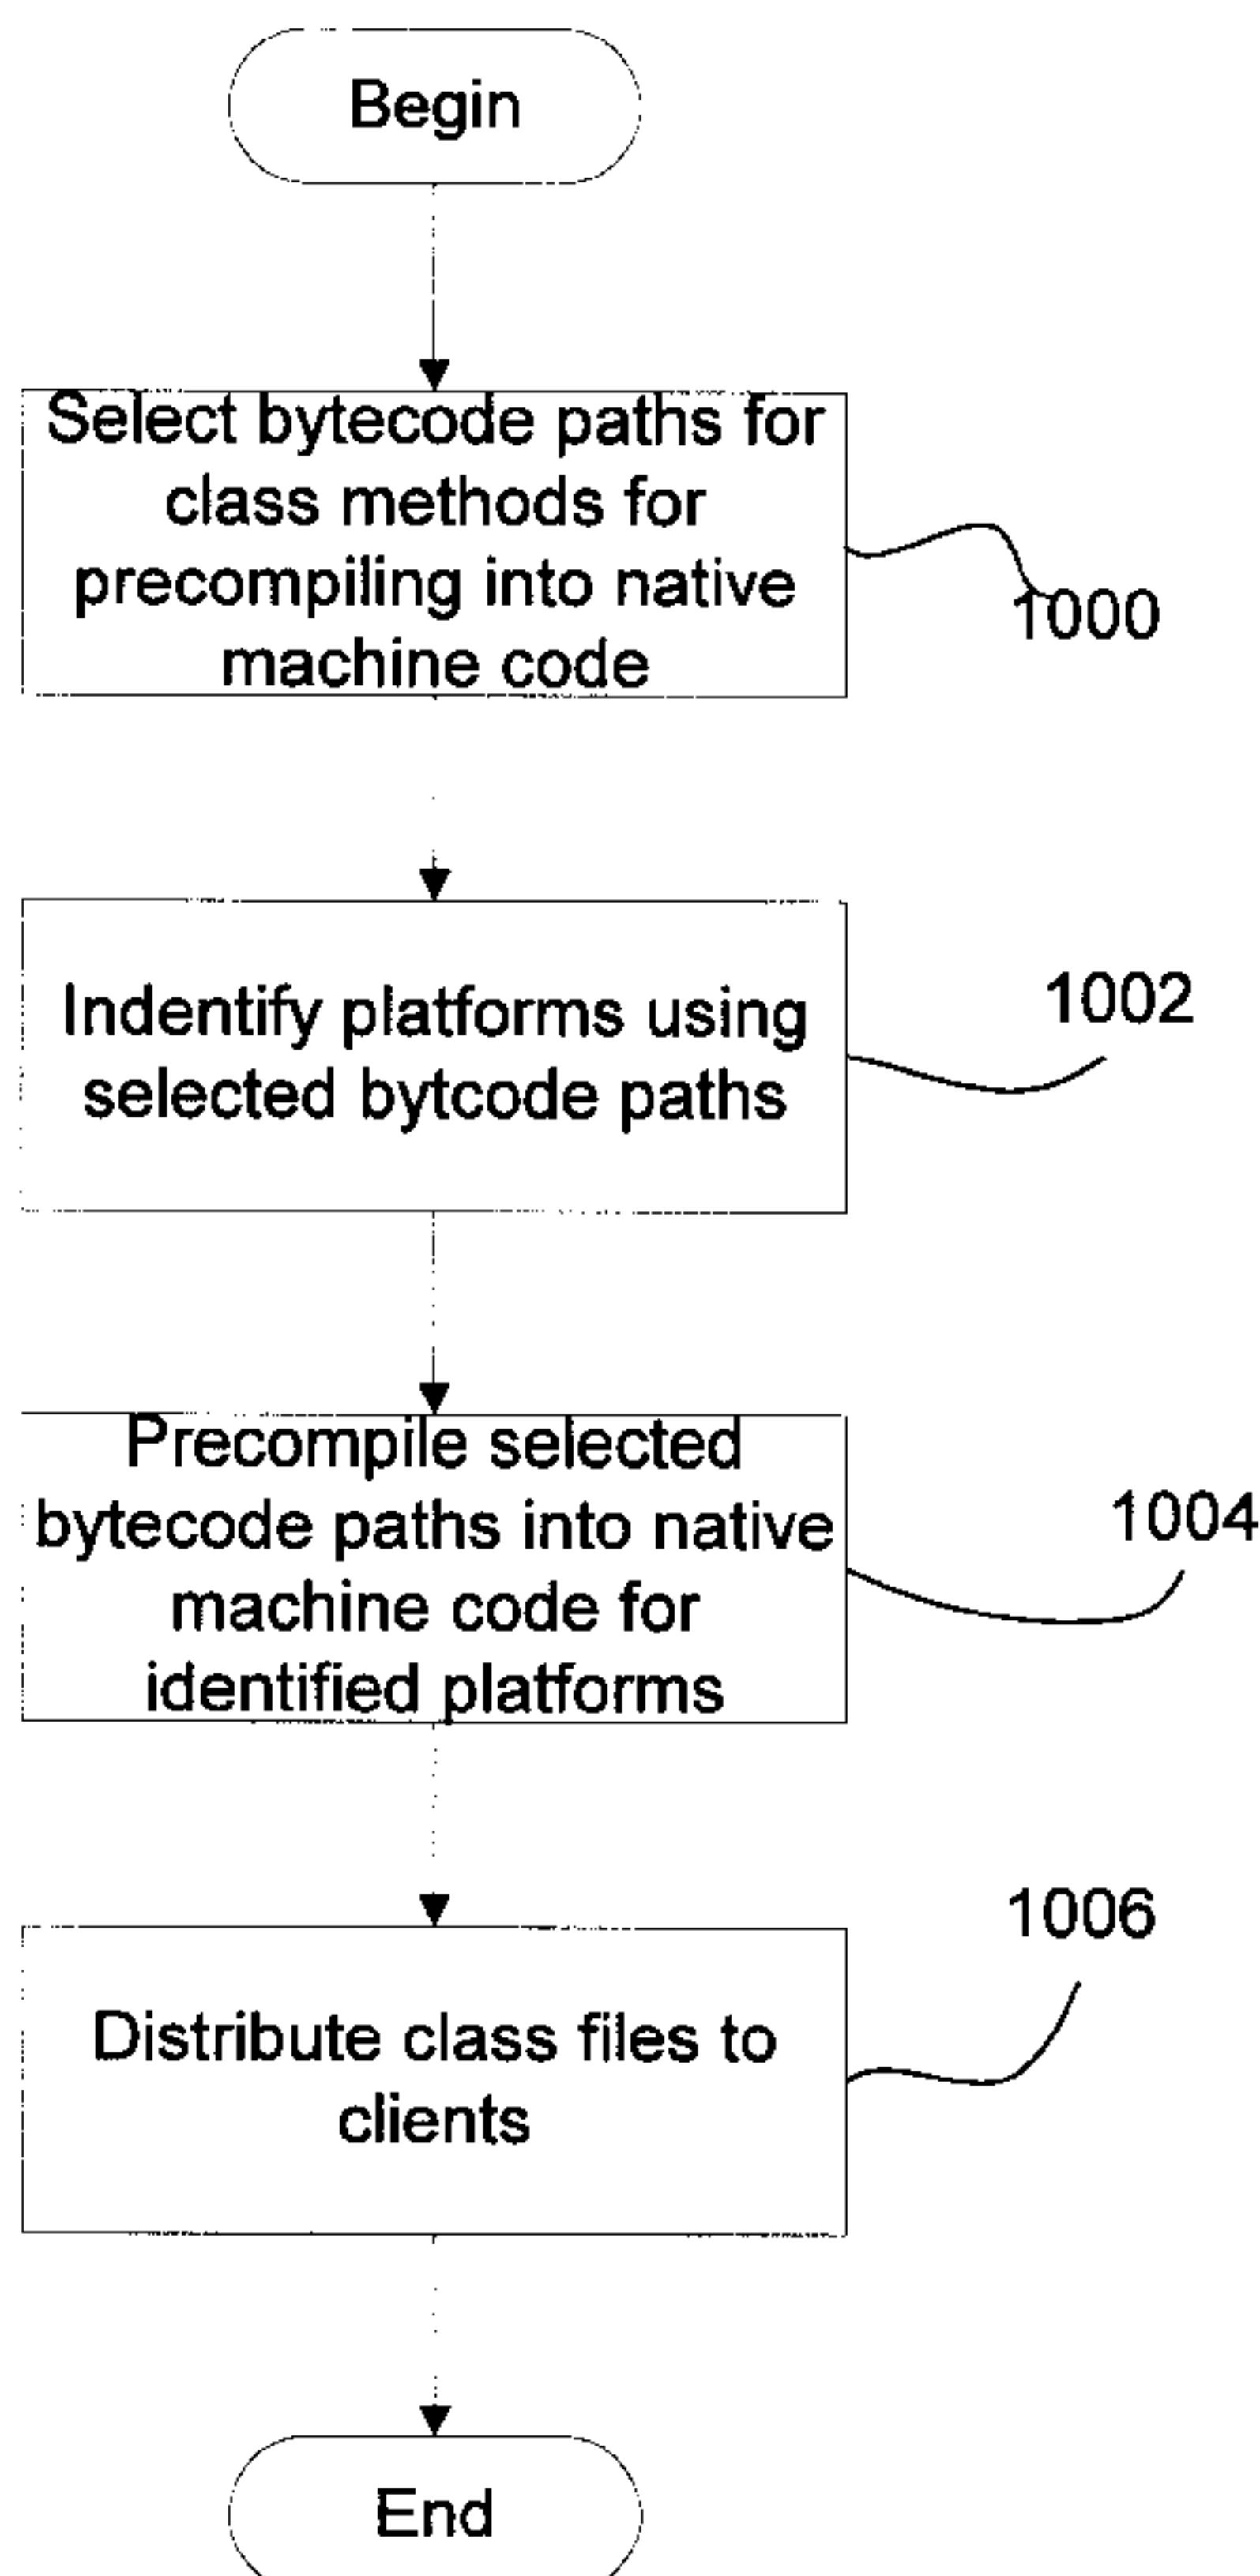 Begin
Select bytecode paths for
class methods for
precompiling into native
machine code
1000
Indentify platforms using
selected bytcode paths
1002
Precompile selected
bytecode paths into native
machine code for
identified platforms
1004
Distribute class files to
clients
1006
End